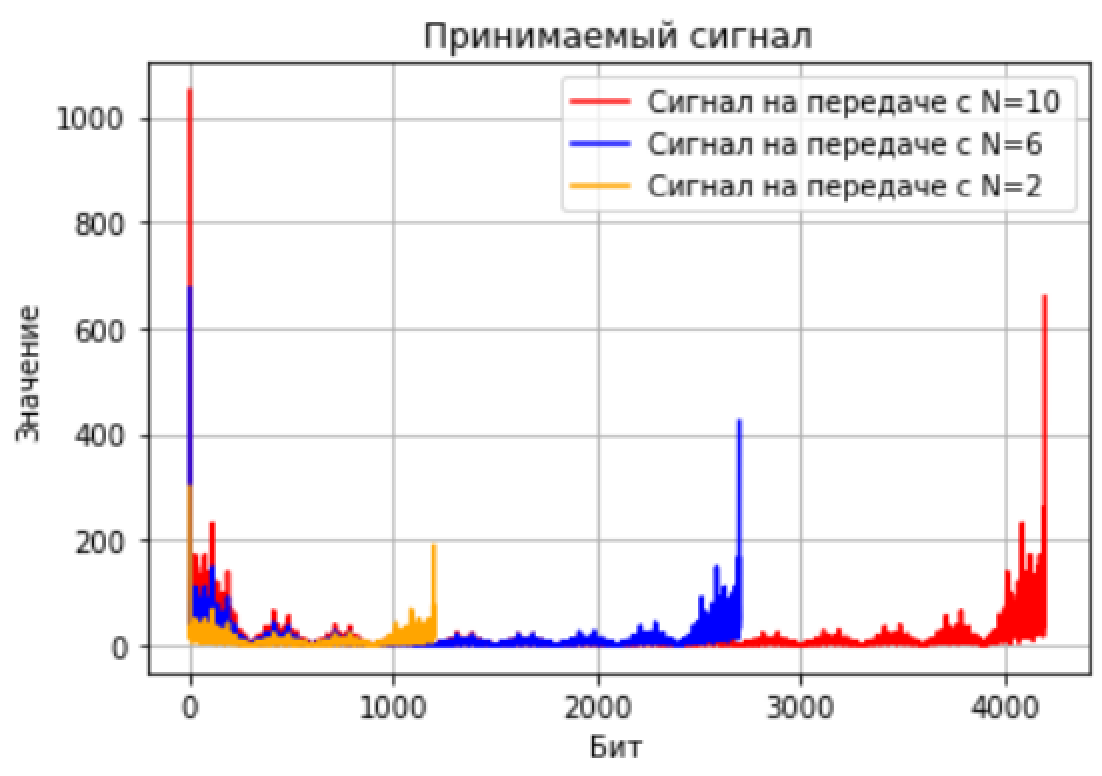 Принимаемый сигнал
Сигнал на передаче с N=10
Сигнал на передаче с N=6
Сигнал на передаче с N=2
1000
800
600
400
200
0
Значение
0 1000 2000 3000 4000
Бит